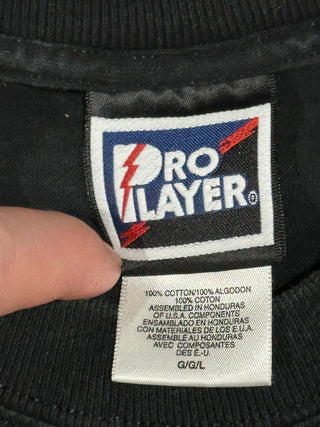 PRO
PLAYER®
100% COTTON/100% ALGODON
100% COTON
ASSEMBLED IN HONDURAS
OF U.S.A. COMPONENTS
ENSAMBLADO EN HONDURAS
CON MATERIALES DE LOS E.U.A.
ASSEMBLÉ AU HONDURAS
AVEC COMPOSANTES
DES É.-U.
G/G/L